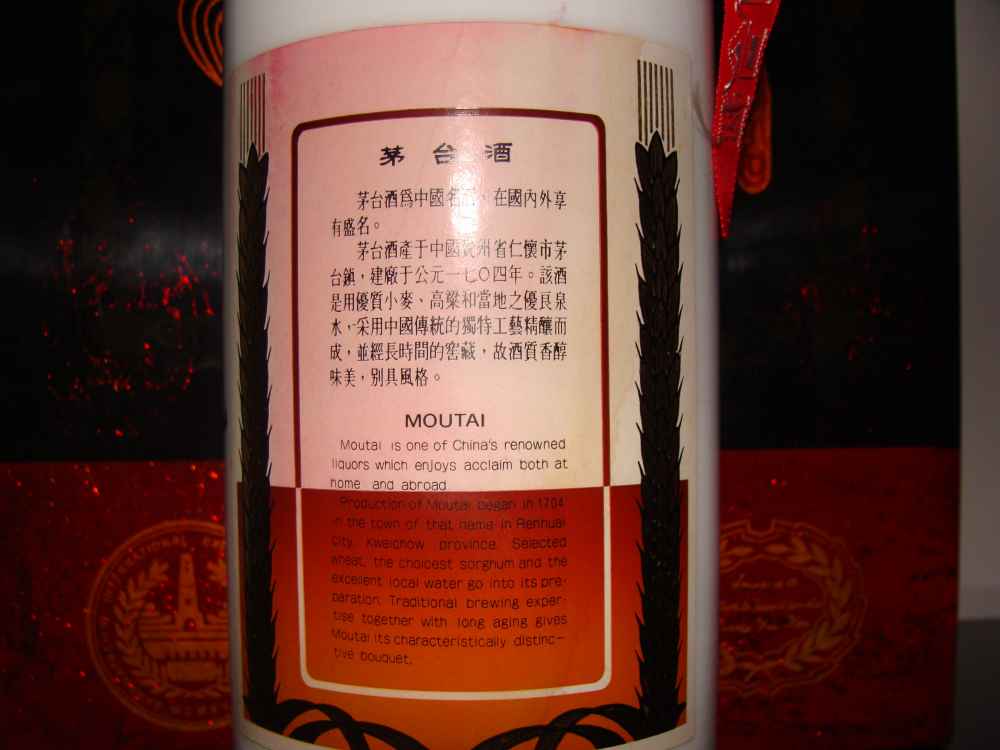 茅台酒
茅台酒爲中國名酒，在國內外享
有盛名。
茅台酒產于中國貴州省仁懷市茅
台鎮，建廠于公元一七〇四年。該酒
是用優質小麥、高粱和當地之優良泉
水，采用中國傳統的獨特工藝精釀而
成，並經長時間的窖藏，故酒質香醇
味美，別具風格。
MOUTAI
Moutai is one of China's renowned
liquors which enjoys acclaim both at
home and abroad.
Production of Moutai began in 1704
in the town of that name in Renhuai
City, Kweichow province. Selected
wheat, the choicest sorghum and the
excellent local water go into its pre-
paration. Traditional brewing exper-
tise together with long aging gives
Moutai its characteristically distinc-
tive bouquet.